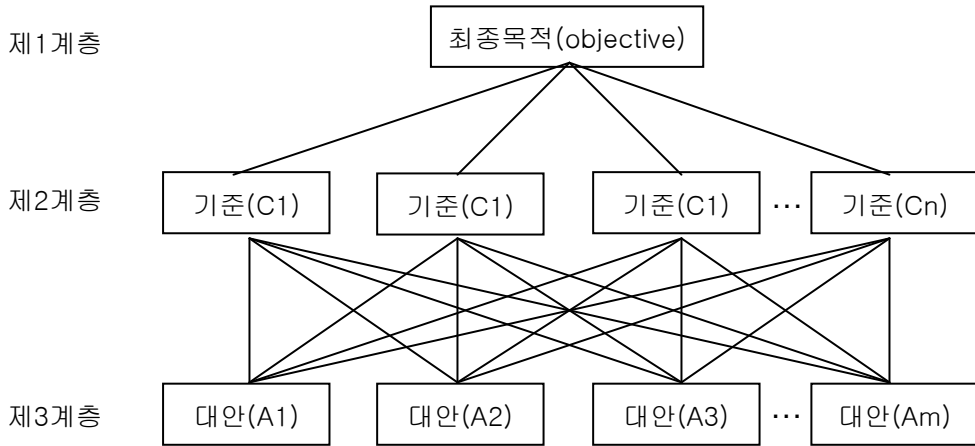 제1계층
최종목적(objective)
제2계층
기준(C1)
기준(C1)
기준(C1)
…
기준(Cn)
제3계층
대안(A1)
대안(A2)
대안(A3)
…
대안(Am)